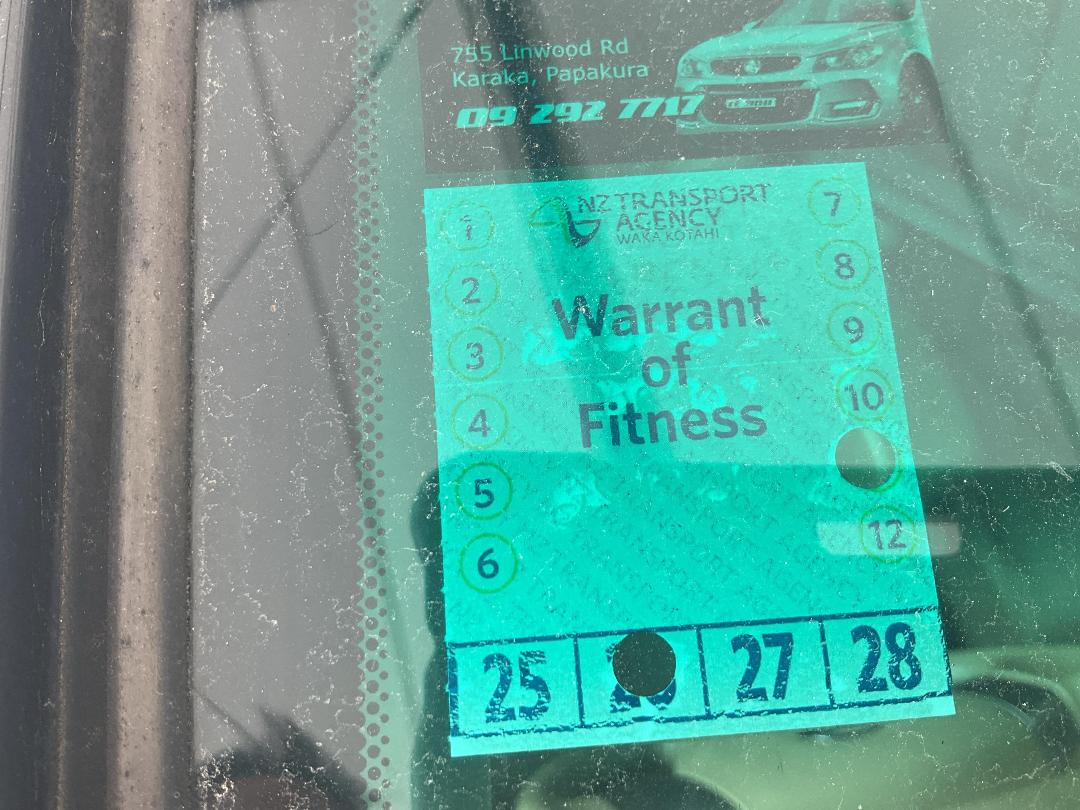 755 Linwood Rd
Karaka, Papakura
09 292 7717
NZ TRANSPORT
AGENCY
WAKA KOTAHI
1
7
2
8
Warrant
3
9
of
4
10
Fitness
5
6
12
25
27
28